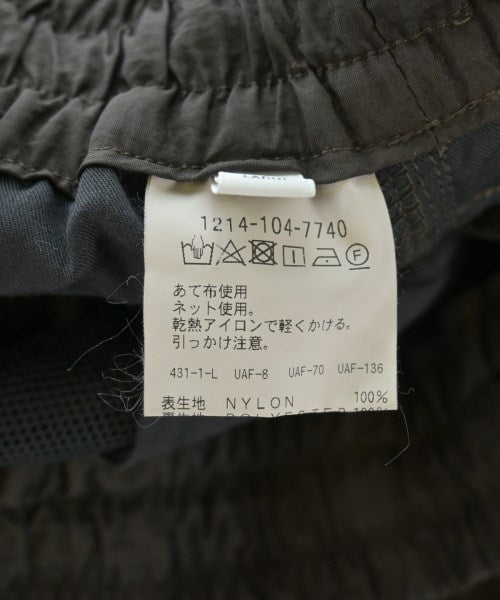 1214-104-7740
あて布使用
ネット使用。
乾熱アイロンで軽くかける。
引っかけ注意。
431-1-L UAF-8 UAF-70 UAF-136
表生地 NYLON 100%